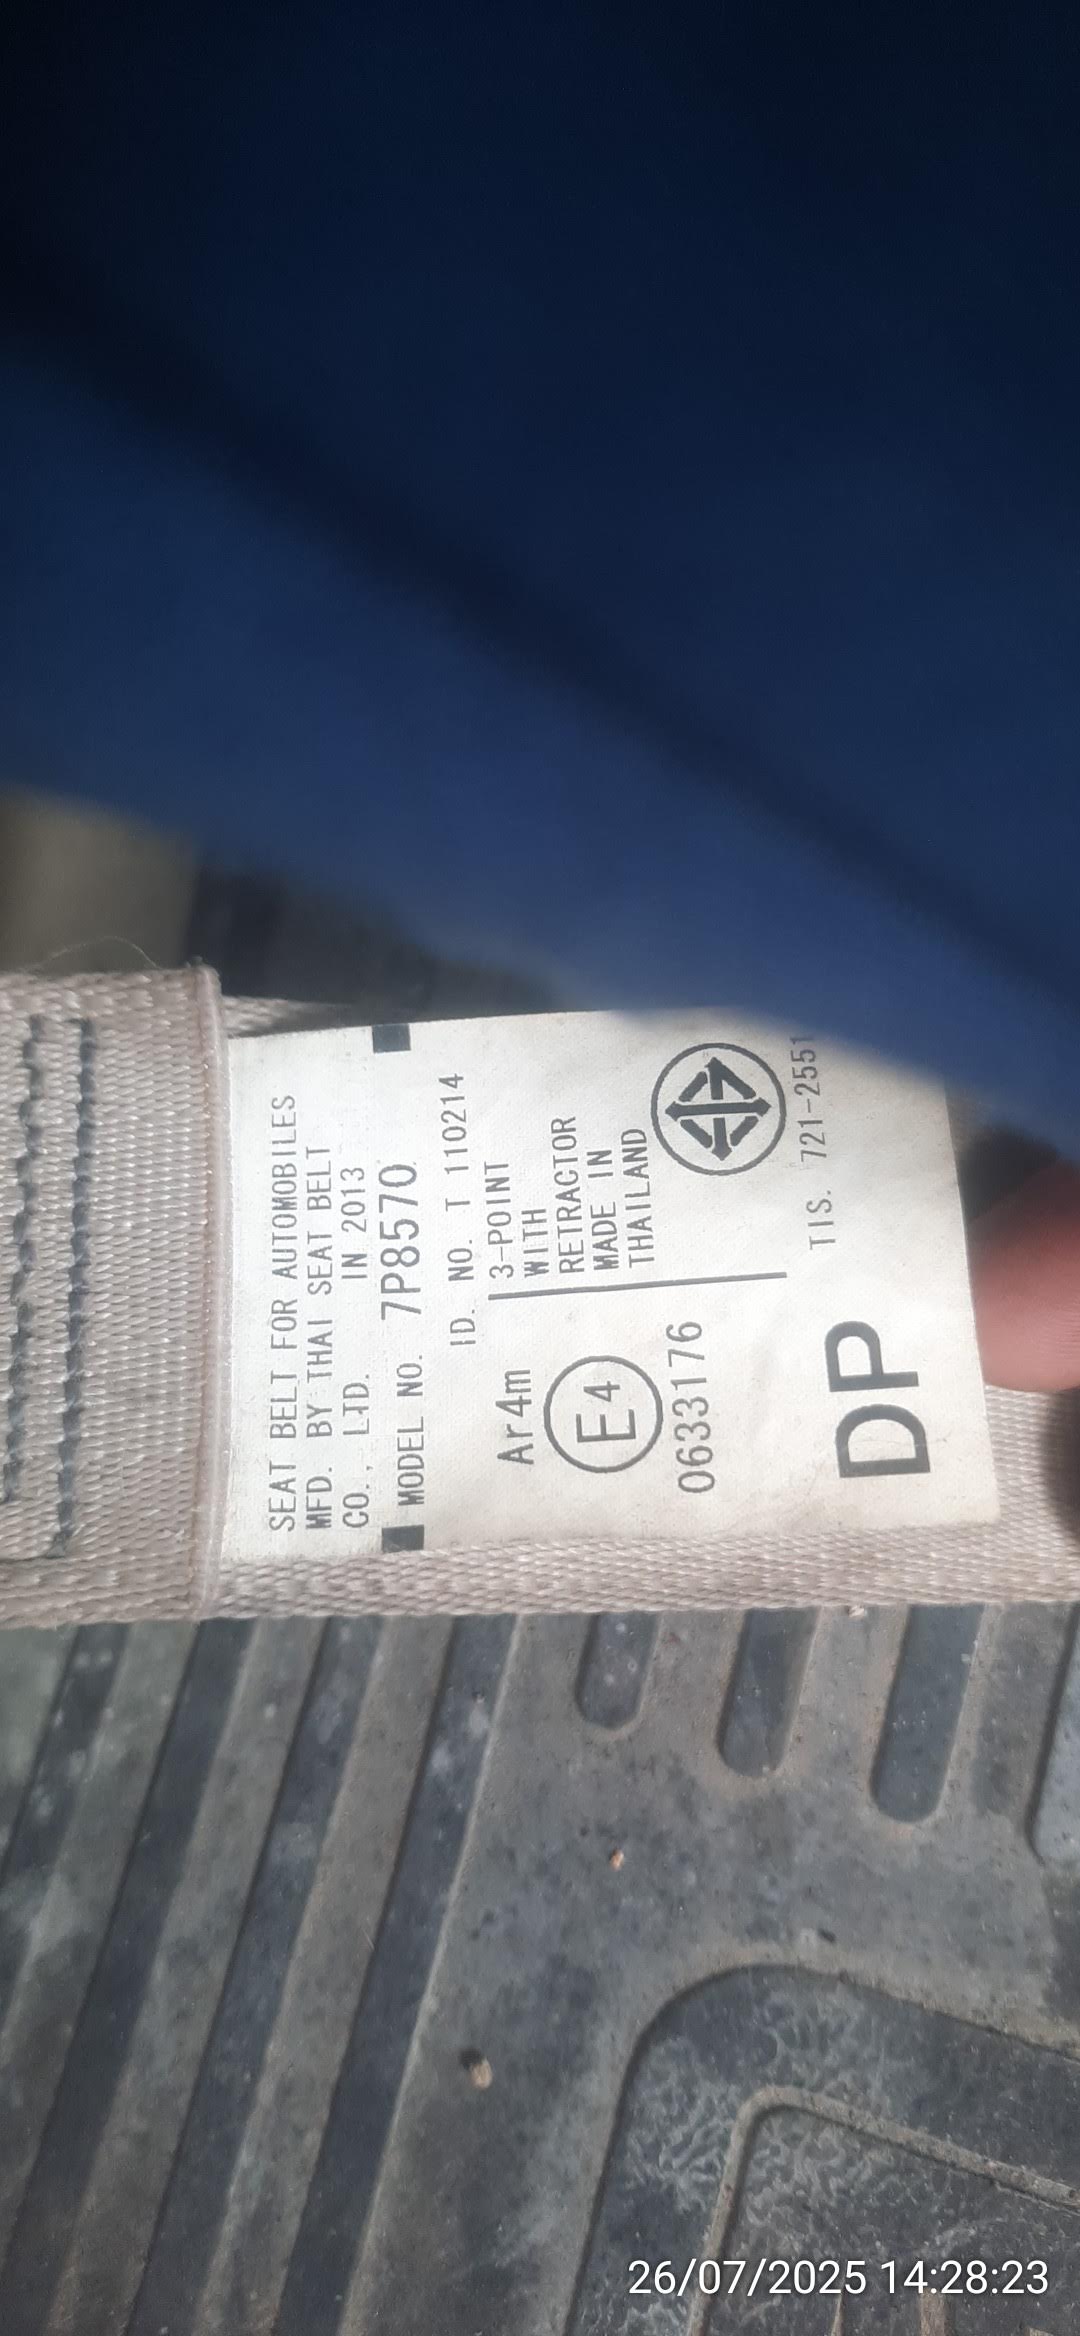 SEAT BELT FOR AUTOMOBILES
MFD. BY THAI SEAT BELT
CO., LTD. IN 2013
MODEL NO. 7P8570
ID. NO. T 110214
Ar4m
E4
0633176
3-POINT
WITH
RETRACTOR
MADE IN
THAILAND
TIS. 721-2551
DP
26/07/2025 14:28:23